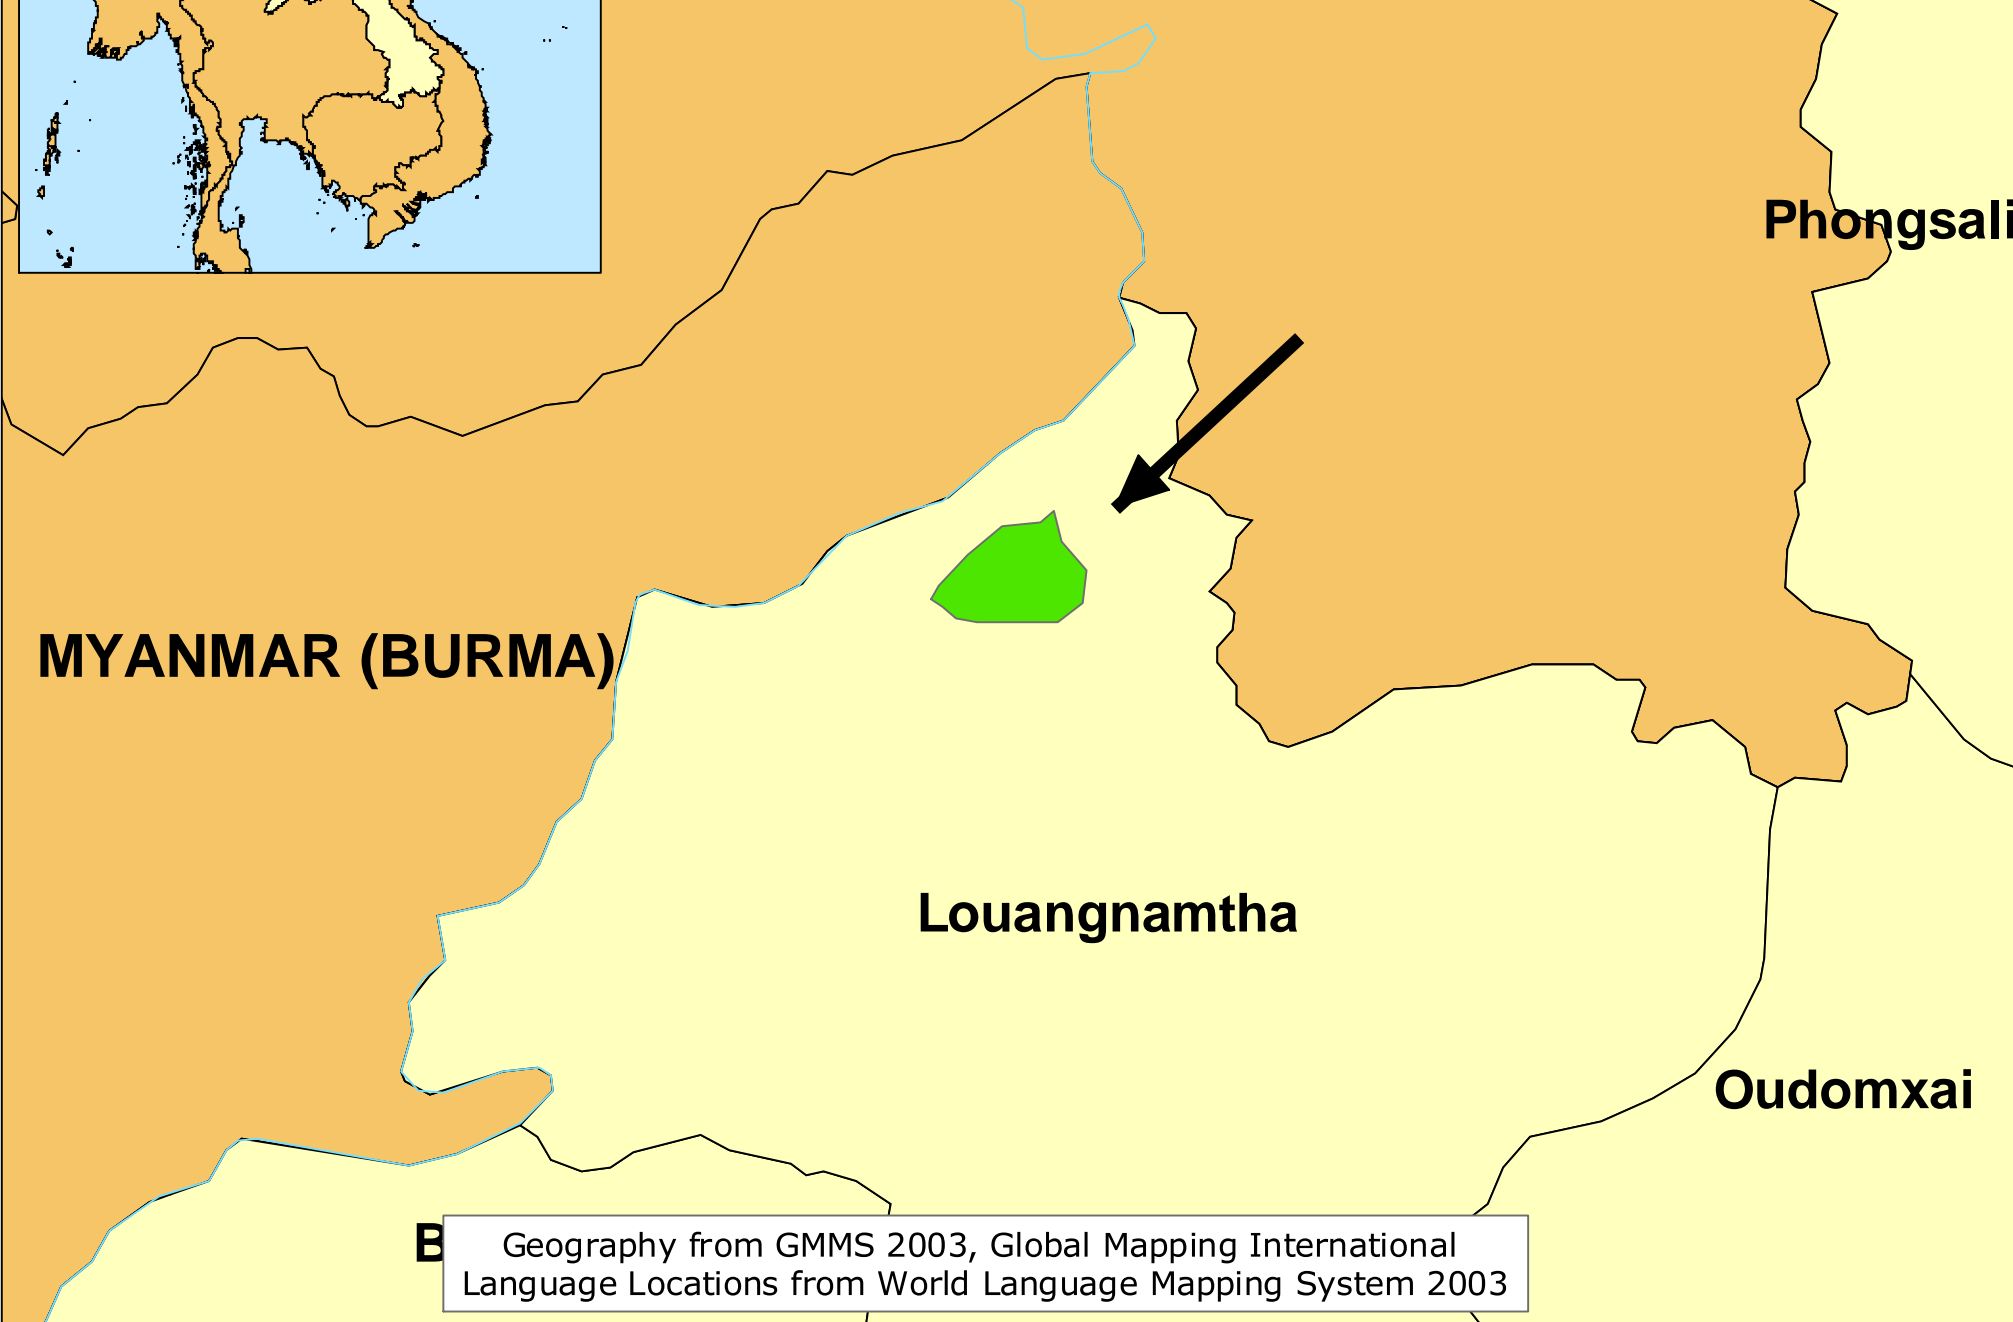 Phongsali
MYANMAR (BURMA)
Louangnamtha
Oudomxai
B
Geography from GMMS 2003, Global Mapping International
Language Locations from World Language Mapping System 2003